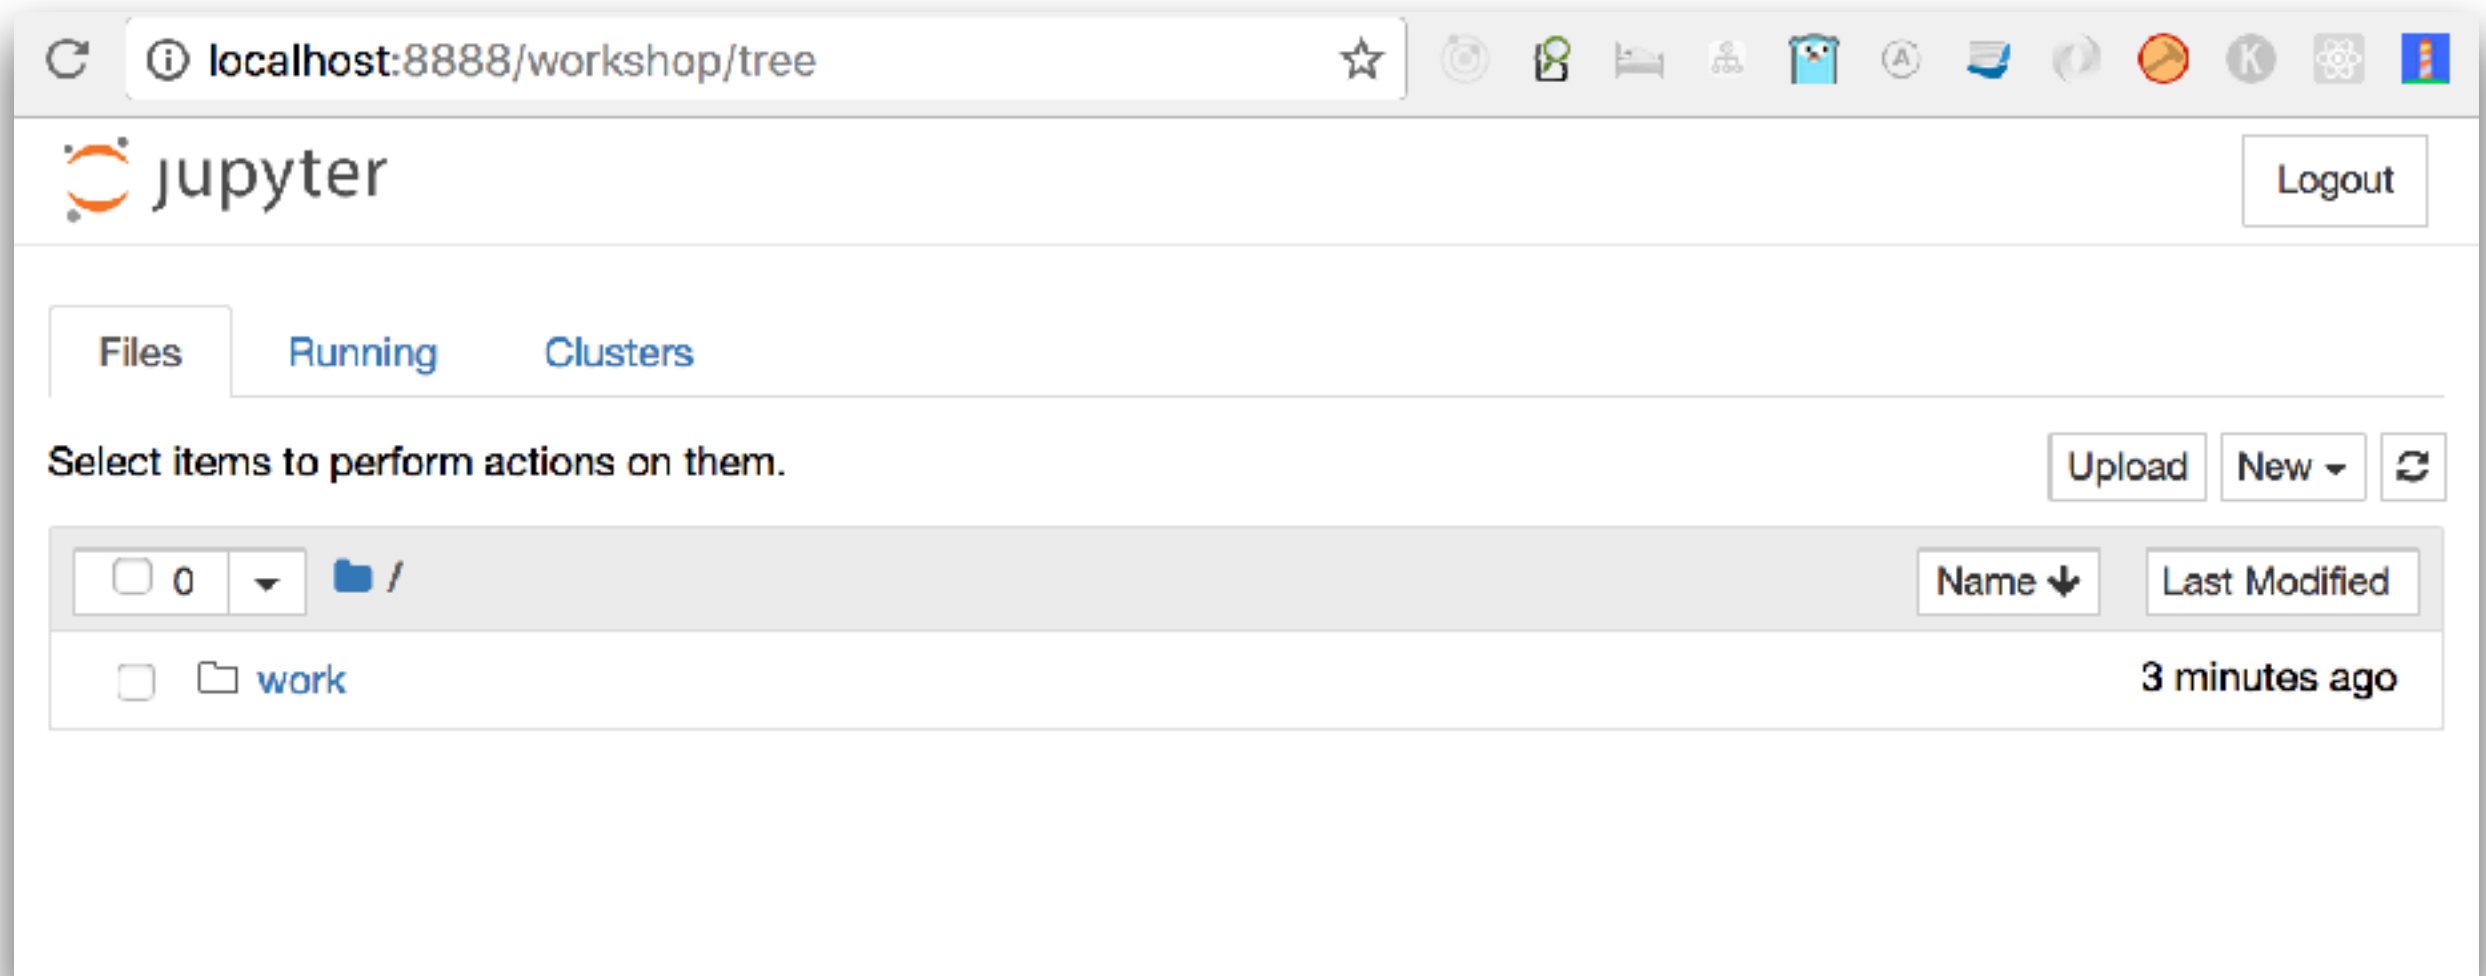 localhost:8888/workshop/tree
jupyter
Logout
Files Running Clusters
Select items to perform actions on them.
Upload New
0 /
Name Last Modified
work 3 minutes ago